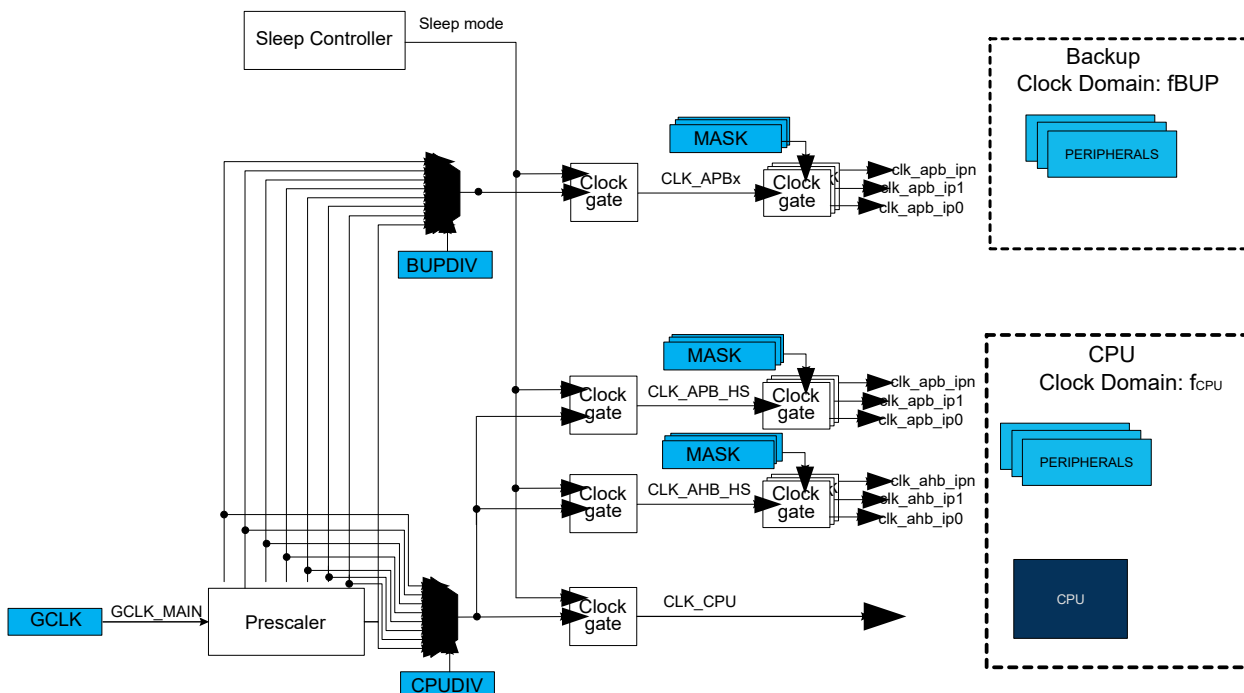 Sleep Controller
Sleep mode
Backup
Clock Domain: fBUP
PERIPHERALS
MASK
Clock
gate
CLK_APBx
Clock
gate
clk_apb_ipn
clk_apb_ip1
clk_apb_ip0
BUPDIV
MASK
Clock
gate
CLK_APB_HS
Clock
gate
clk_apb_ipn
clk_apb_ip1
clk_apb_ip0
CPU
Clock Domain: fCPU
PERIPHERALS
MASK
Clock
gate
CLK_AHB_HS
Clock
gate
clk_ahb_ipn
clk_ahb_ip1
clk_ahb_ip0
CPU
GCLK
GCLK_MAIN
Prescaler
Clock
gate
CLK_CPU
CPUDIV